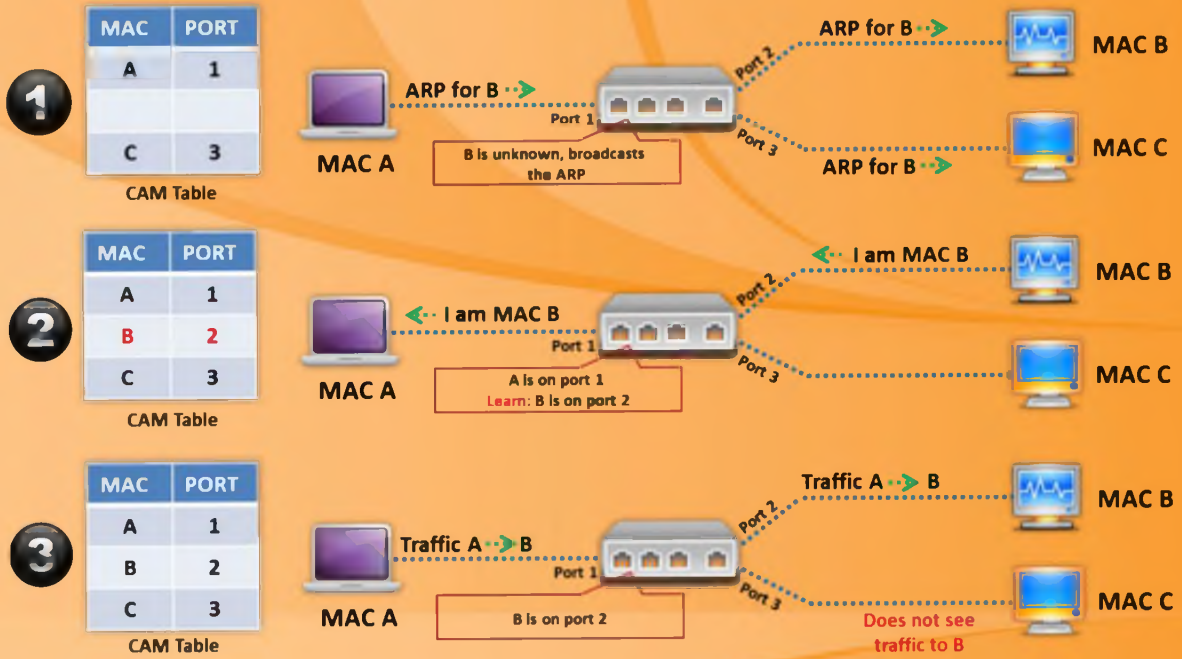 1
MAC PORT
A 1
C 3
CAM Table
MAC A
ARP for B
Port 1
B is unknown, broadcasts
the ARP
Port 2
Port 3
ARP for B
MAC B
ARP for B
MAC C
2
MAC PORT
A 1
B 2
C 3
CAM Table
MAC A
I am MAC B
Port 1
A is on port 1
Learn: B is on port 2
Port 2
Port 3
I am MAC B
MAC B
MAC C
3
MAC PORT
A 1
B 2
C 3
CAM Table
MAC A
Traffic A B
Port 1
B is on port 2
Port 2
Port 3
Traffic A B
MAC B
MAC C
Does not see
traffic to B